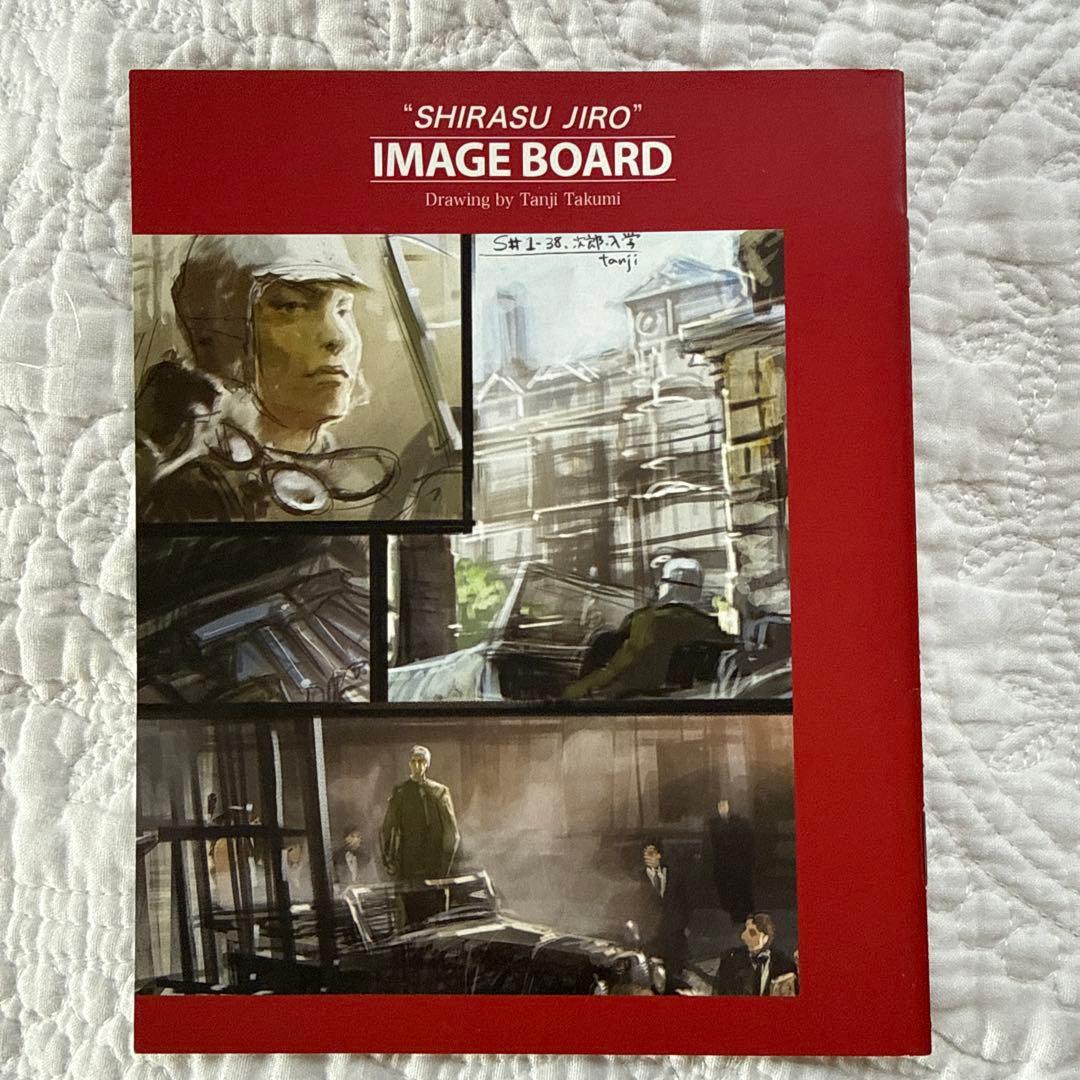 “SHIRASU JIRO”
IMAGE BOARD
Drawing by Tanji Takumi
S# 1-38. 次郎.入学
tanji